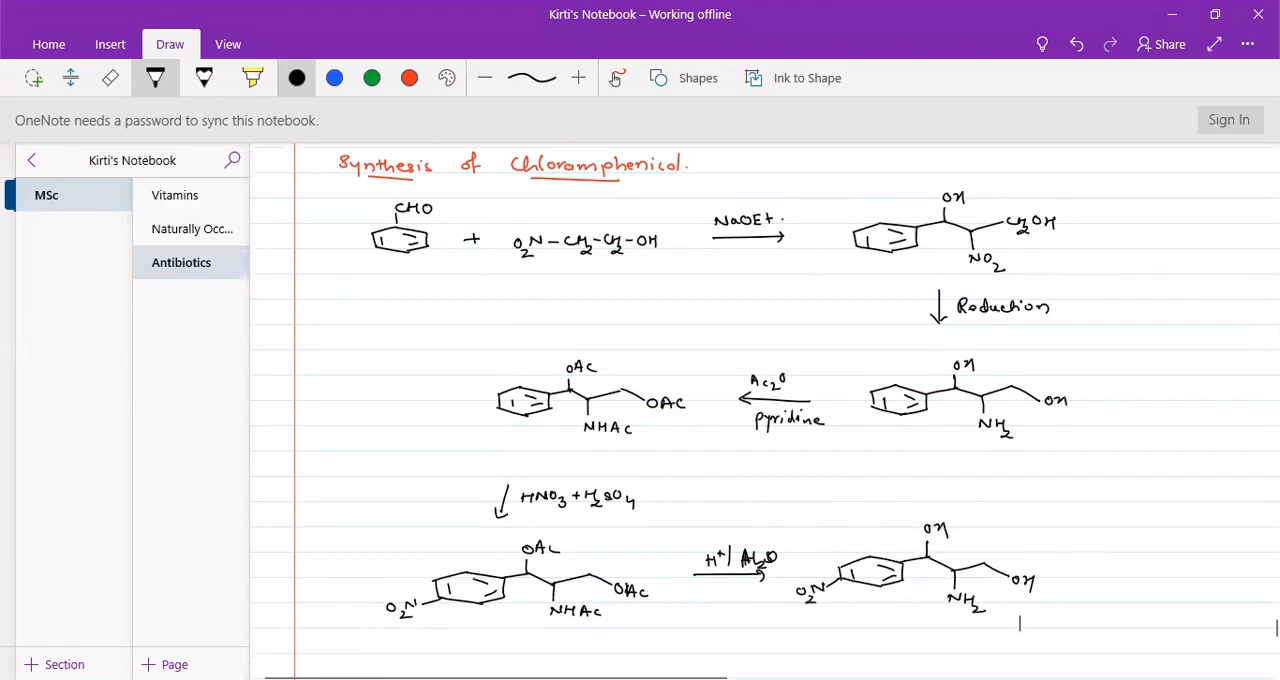 Kirti's Notebook – Working offline
Home Insert Draw View
Share
Shapes Ink to Shape
OneNote needs a password to sync this notebook.
Sign In
Kirti's Notebook
MSc
Vitamins
Naturally Occ...
Antibiotics
Section
Page
Synthesis of Chloramphenicol.
CHO
+ O2N-CH2-CH2-OH
NaOEt.
OH
CH2OH
NO2
Reduction
OH
OH
NH2
Ac2O
pyridine
OAc
OAc
NHAc
HNO3 + H2SO4
OAc
OAc
NHAc
O2N
H+/ H2O
OH
OH
NH2
O2N